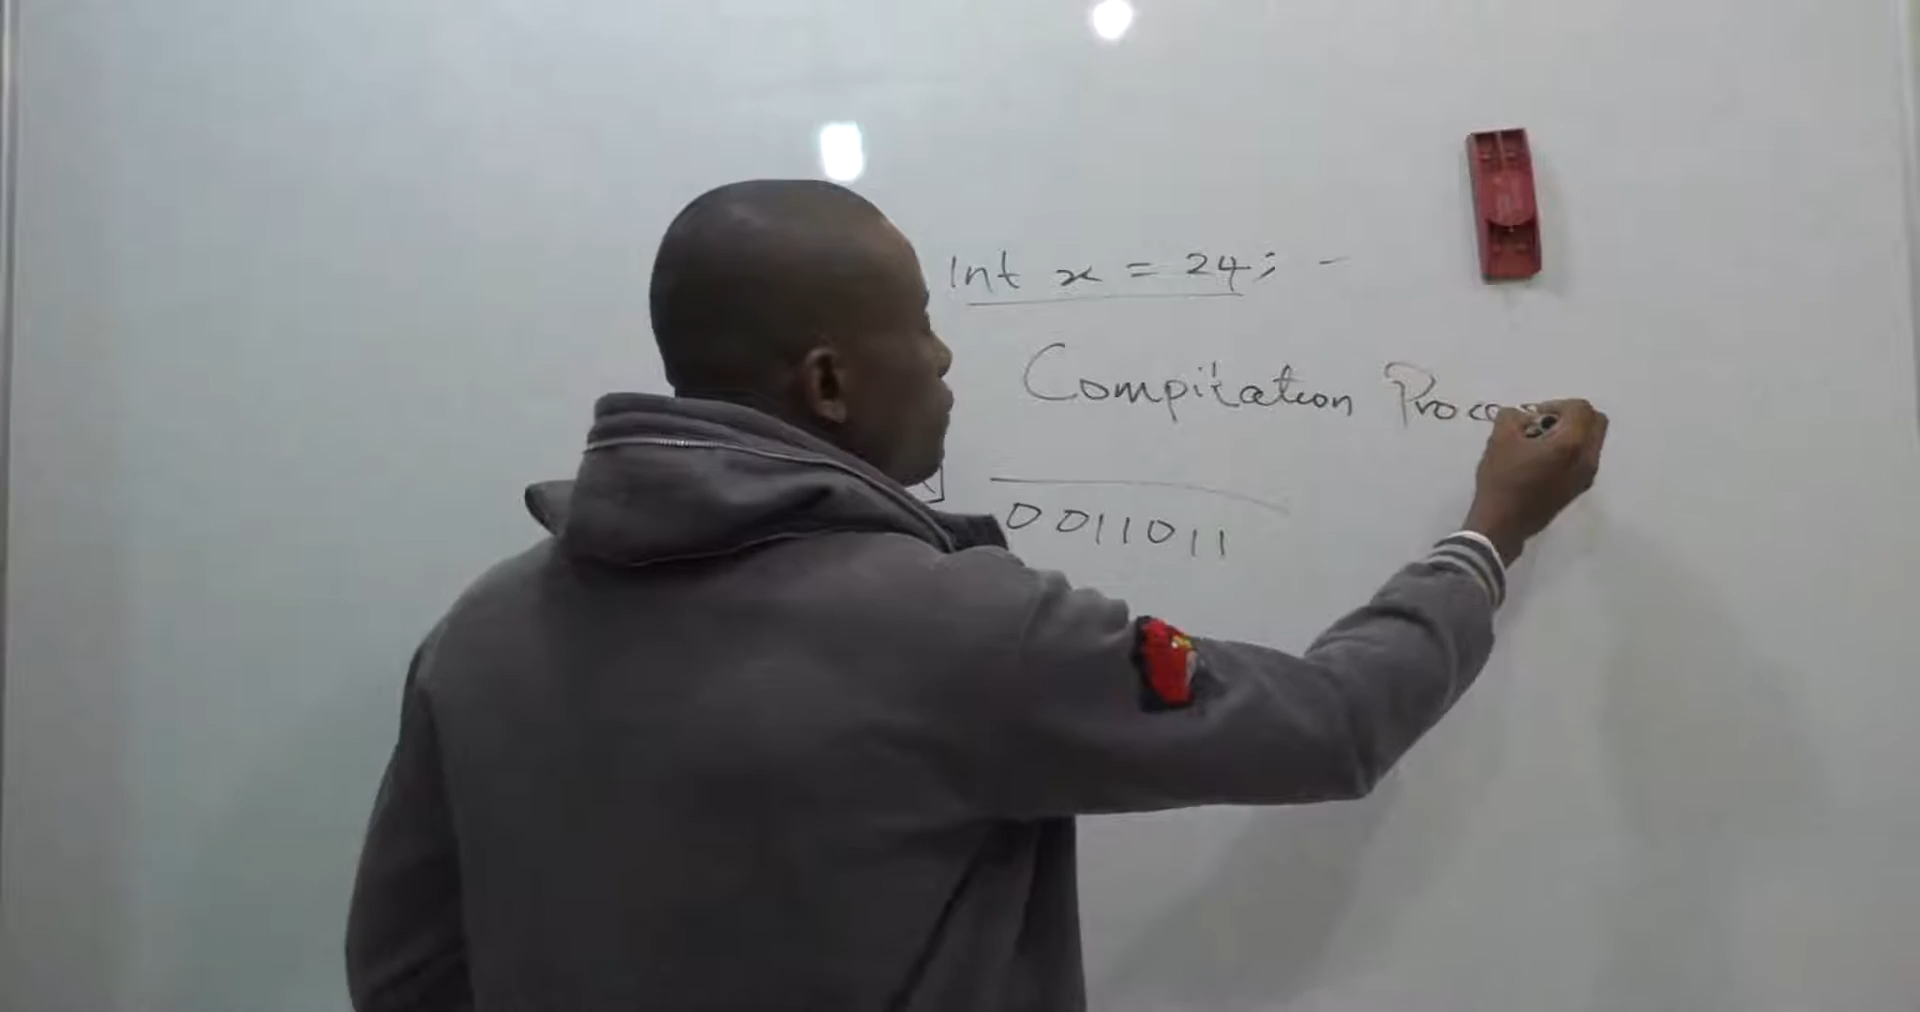 Int x = 24; -
Compilation
0011011